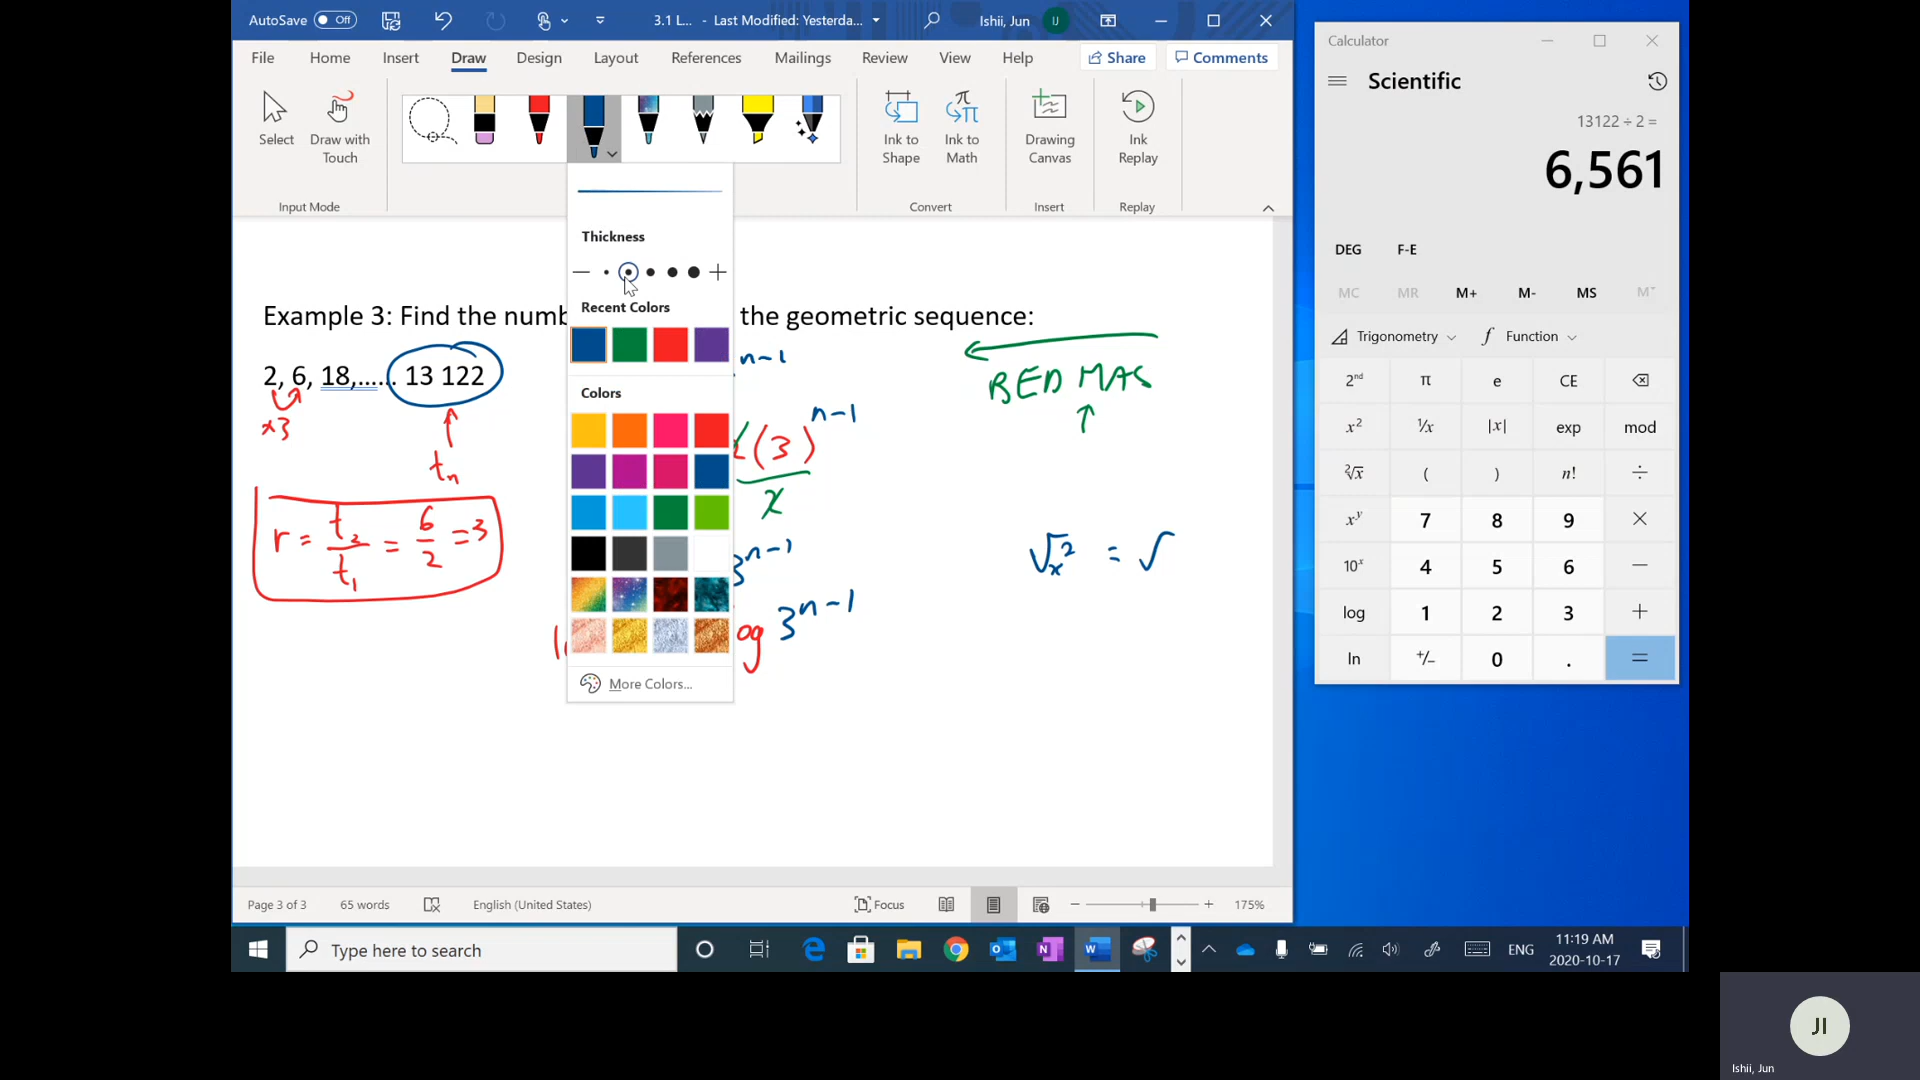 AutoSave Off 3.1 L... - Last Modified: Yesterda... Ishii, Jun IJ
File Home Insert Draw Design Layout References Mailings Review View Help Share Comments
Select
Draw with Touch
Ink to Shape
Ink to Math
Drawing Canvas
Ink Replay
Input Mode Convert Insert Replay
Thickness
Recent Colors
Colors
More Colors...
Example 3: Find the numb the geometric sequence:
2, 6, 18,...... 13 122
x3
tₙ
r = t₂/t₁ = 6/2 = 3
n-1
(3)ⁿ⁻¹
x
3ⁿ⁻¹
og 3ⁿ⁻¹
BEDMAS
√x² = √
Page 3 of 3 65 words English (United States) Focus 175%
Type here to search
ENG
11:19 AM
2020-10-17
Calculator
Scientific
13122 ÷ 2 =
6,561
DEG F-E
MC MR M+ M- MS M˅
Trigonometry Function
2ⁿᵈ π e CE
x² ¹/x |x| exp mod
²√x ( ) n! ÷
xʸ 7 8 9 ×
10ˣ 4 5 6 −
log 1 2 3 +
ln +/− 0 . =
JI
Ishii, Jun